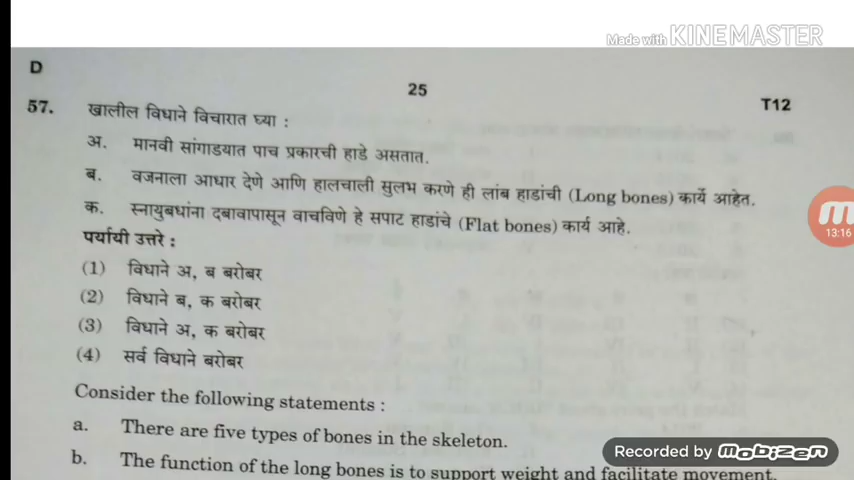 Made with KINEMASTER
D
25
T12
57. खालील विधाने विचारात घ्या :
अ. मानवी सांगाडयात पाच प्रकारची हाडे असतात.
ब. वजनाला आधार देणे आणि हालचाली सुलभ करणे ही लांब हाडांची (Long bones) कार्ये आहेत.
क. स्नायुबधांना दबावापासून वाचविणे हे सपाट हाडांचे (Flat bones) कार्य आहे.
पर्यायी उत्तरे :
(1) विधाने अ, ब बरोबर
(2) विधाने ब, क बरोबर
(3) विधाने अ, क बरोबर
(4) सर्व विधाने बरोबर
Consider the following statements :
a. There are five types of bones in the skeleton.
b. The function of the long bones is to support weight and facilitate movement.
13:16
Recorded by mobizen